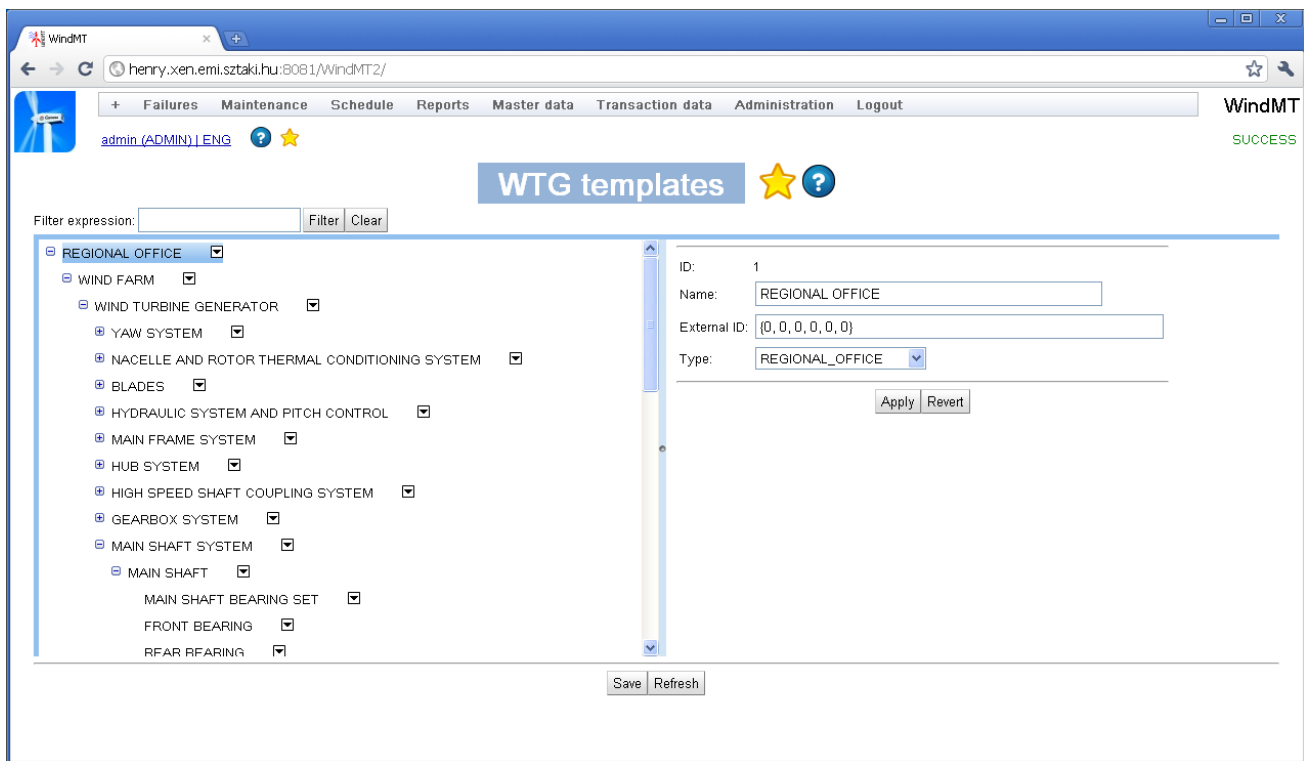 WindMT
henry.xen.emi.sztaki.hu:8081/WindMT2/
+ Failures Maintenance Schedule Reports Master data Transaction data Administration Logout
WindMT
admin (ADMIN) | ENG
SUCCESS
WTG templates
Filter expression: Filter Clear
REGIONAL OFFICE
WIND FARM
WIND TURBINE GENERATOR
YAW SYSTEM
NACELLE AND ROTOR THERMAL CONDITIONING SYSTEM
BLADES
HYDRAULIC SYSTEM AND PITCH CONTROL
MAIN FRAME SYSTEM
HUB SYSTEM
HIGH SPEED SHAFT COUPLING SYSTEM
GEARBOX SYSTEM
MAIN SHAFT SYSTEM
MAIN SHAFT
MAIN SHAFT BEARING SET
FRONT BEARING
REAR BEARING
ID: 1
Name: REGIONAL OFFICE
External ID: {0, 0, 0, 0, 0, 0}
Type: REGIONAL_OFFICE
Apply Revert
Save Refresh